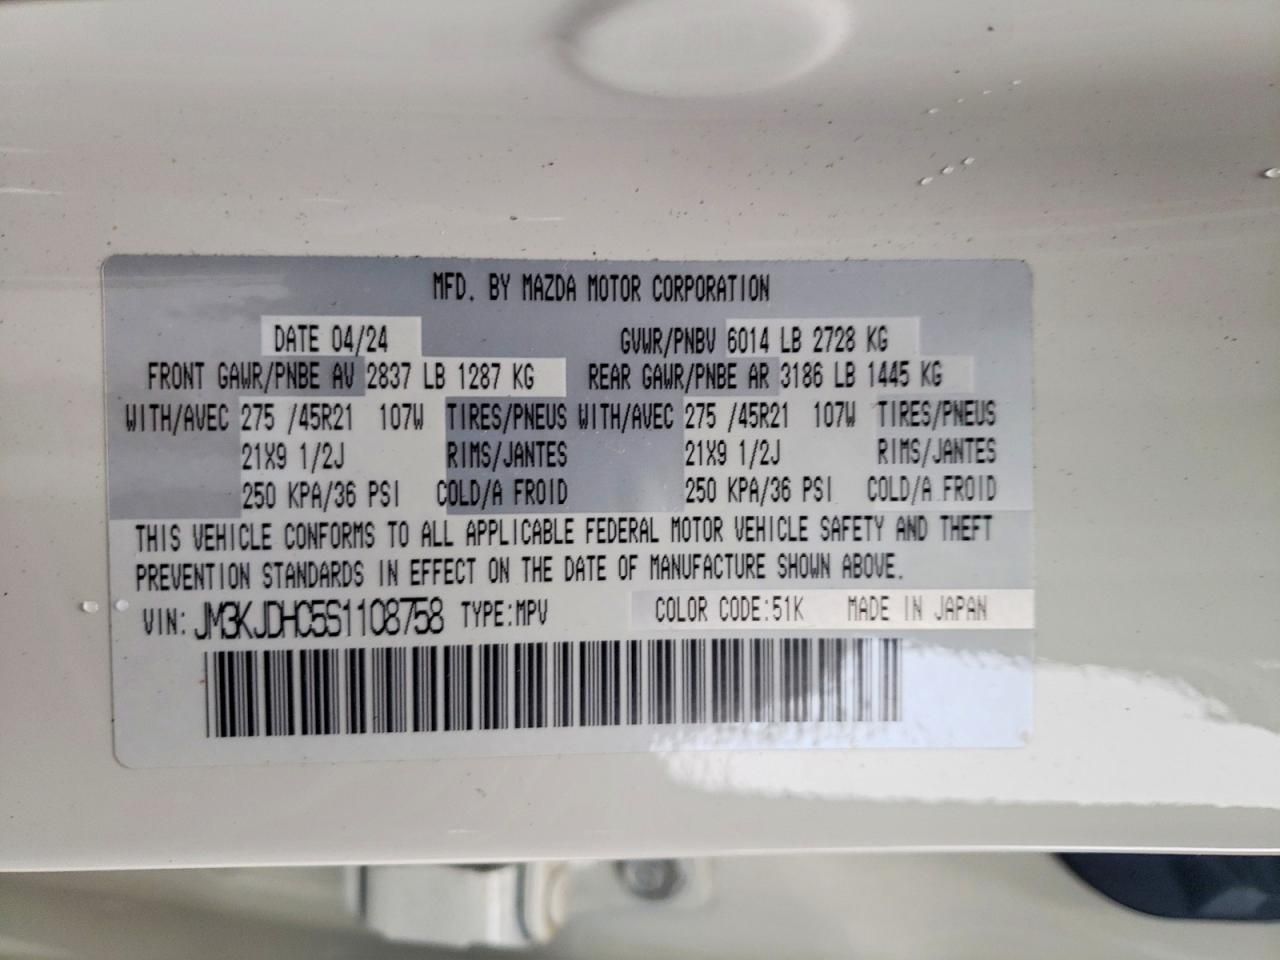 MFD. BY MAZDA MOTOR CORPORATION
DATE 04/24 GVWR/PNBV 6014 LB 2728 KG
FRONT GAWR/PNBE AV 2837 LB 1287 KG REAR GAWR/PNBE AR 3186 LB 1445 KG
WITH/AVEC 275 /45R21 107W TIRES/PNEUS WITH/AVEC 275 /45R21 107W TIRES/PNEUS
21X9 1/2J RIMS/JANTES 21X9 1/2J RIMS/JANTES
250 KPA/36 PSI COLD/A FROID 250 KPA/36 PSI COLD/A FROID
THIS VEHICLE CONFORMS TO ALL APPLICABLE FEDERAL MOTOR VEHICLE SAFETY AND THEFT
PREVENTION STANDARDS IN EFFECT ON THE DATE OF MANUFACTURE SHOWN ABOVE.
VIN: JM3KJDHC5S1108758 TYPE:MPV COLOR CODE:51K MADE IN JAPAN